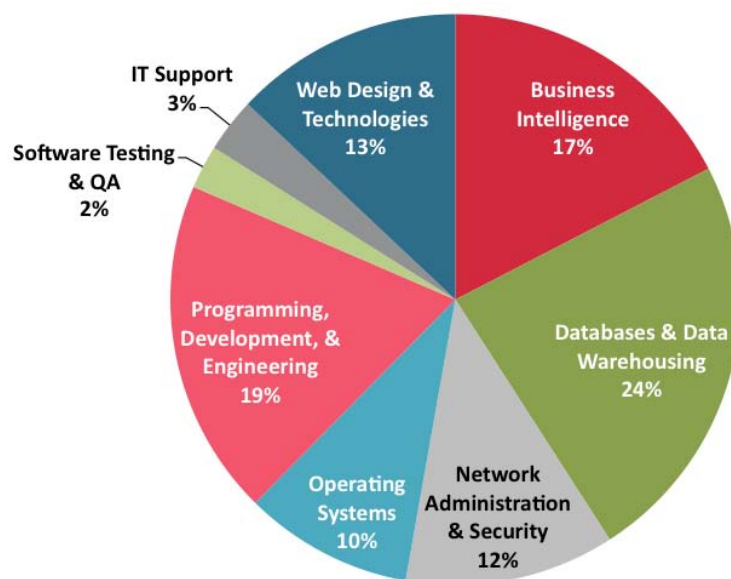 Web Design &
Technologies
13%
Business
Intelligence
17%
Databases & Data
Warehousing
24%
Network
Administration
& Security
12%
Operating
Systems
10%
Programming,
Development, &
Engineering
19%
Software Testing
& QA
2%
IT Support
3%